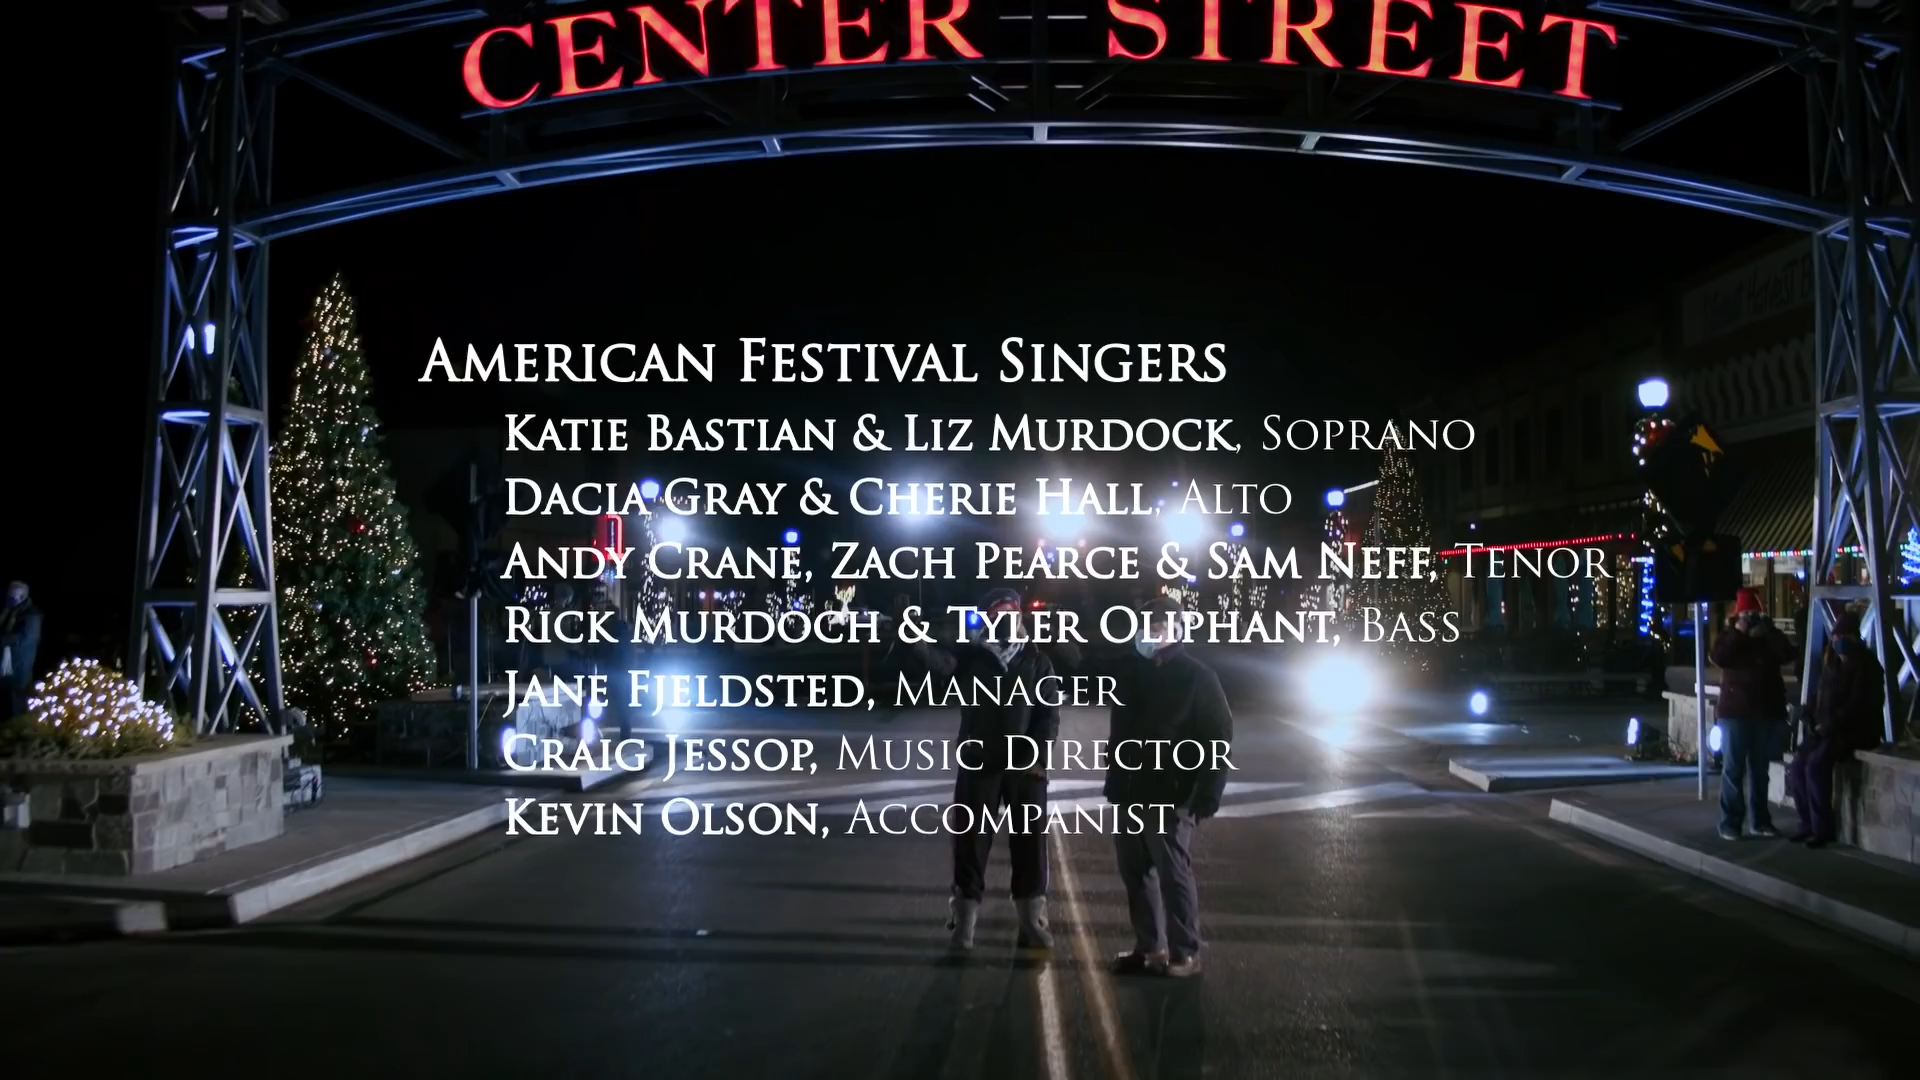 CENTER STREET
AMERICAN FESTIVAL SINGERS
KATIE BASTIAN & LIZ MURDOCK, SOPRANO
DACIA GRAY & CHERIE HALL, ALTO
ANDY CRANE, ZACH PEARCE & SAM NEFF, TENOR
RICK MURDOCH & TYLER OLIPHANT, BASS
JANE FJELDSTED, MANAGER
CRAIG JESSOP, MUSIC DIRECTOR
KEVIN OLSON, ACCOMPANIST